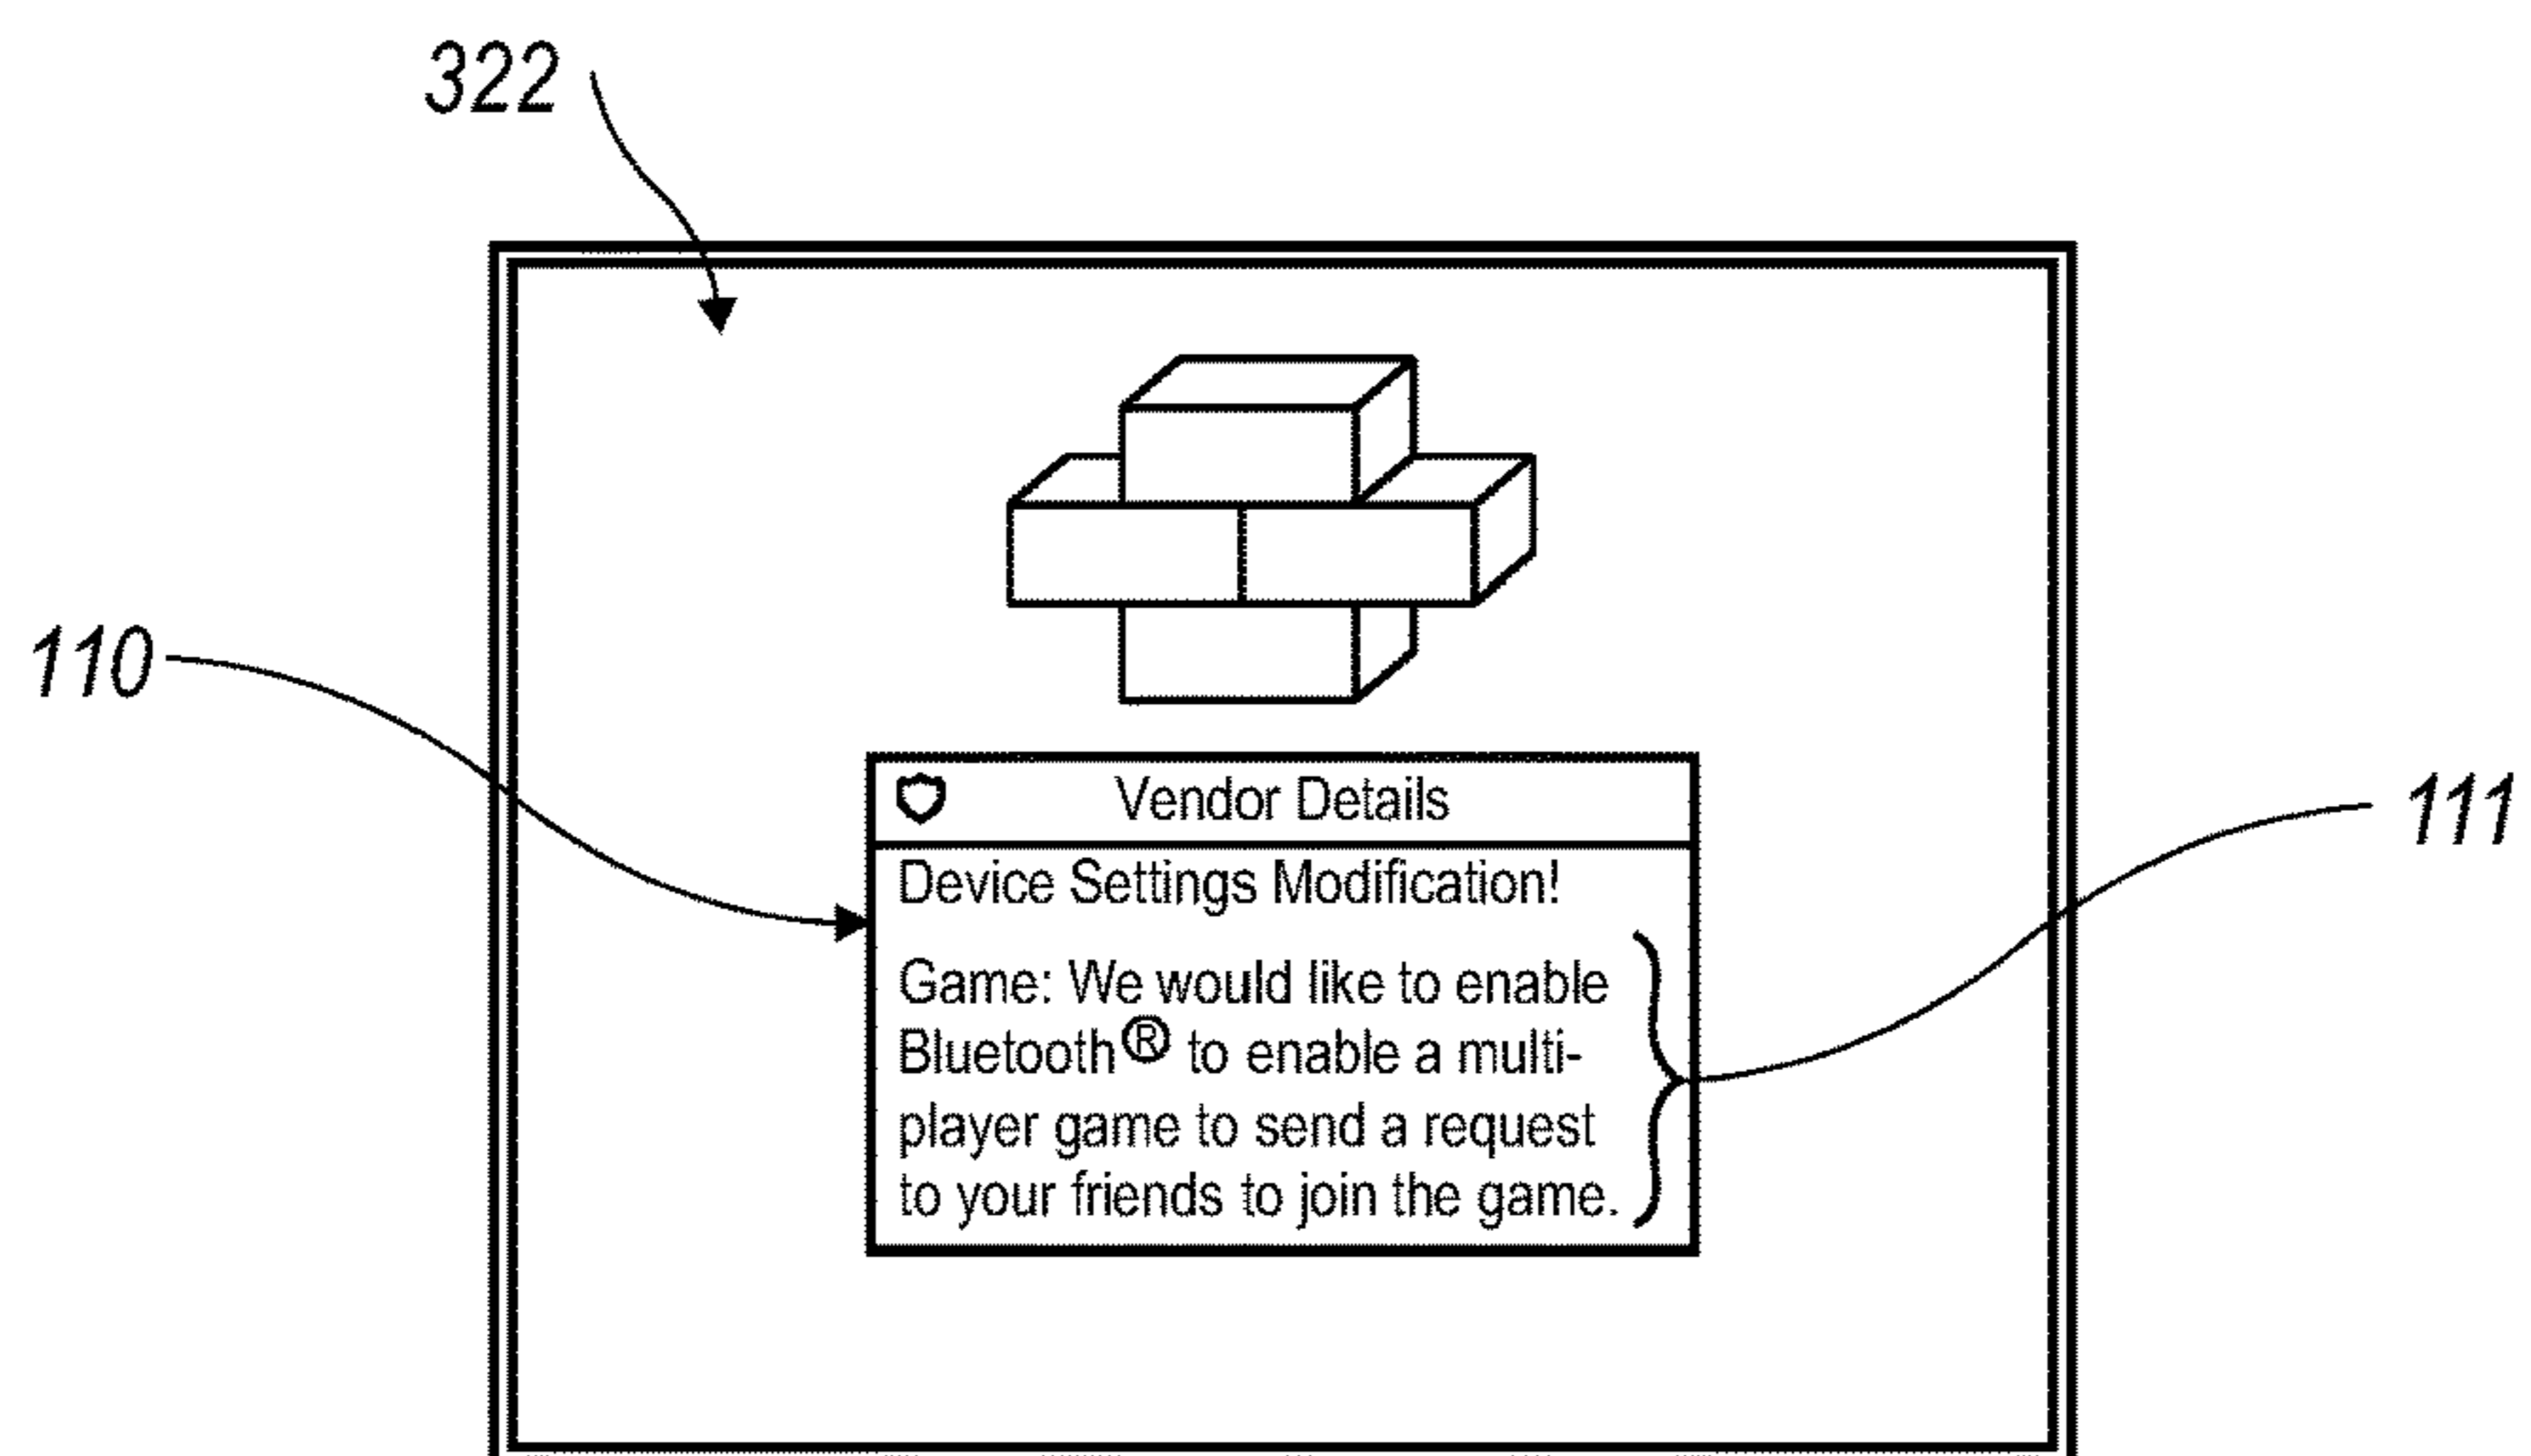 322
110
Vendor Details
Device Settings Modification!
Game: We would like to enable
Bluetooth® to enable a multi-
player game to send a request
to your friends to join the game.
111